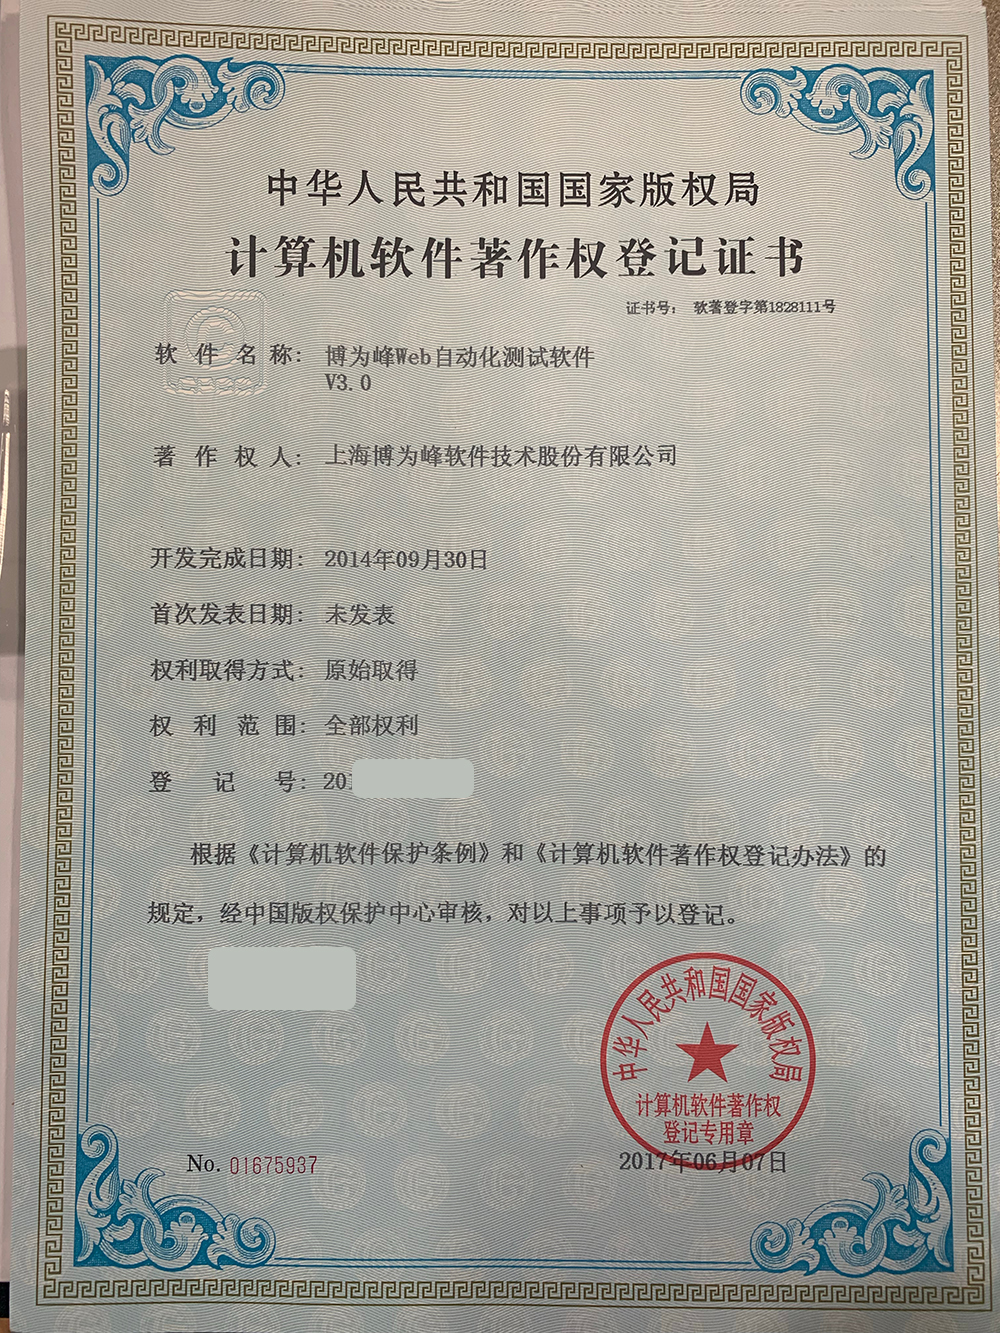 中华人民共和国国家版权局
计算机软件著作权登记证书
证书号： 软著登字第1828111号
软件名称： 博为峰Web自动化测试软件
V3.0
著作权人： 上海博为峰软件技术股份有限公司
开发完成日期： 2014年09月30日
首次发表日期： 未发表
权利取得方式： 原始取得
权利范围： 全部权利
登记号： 201
根据《计算机软件保护条例》和《计算机软件著作权登记办法》的
规定，经中国版权保护中心审核，对以上事项予以登记。
中华人民共和国国家版权局
计算机软件著作权
登记专用章
No. 01675937
2017年06月07日